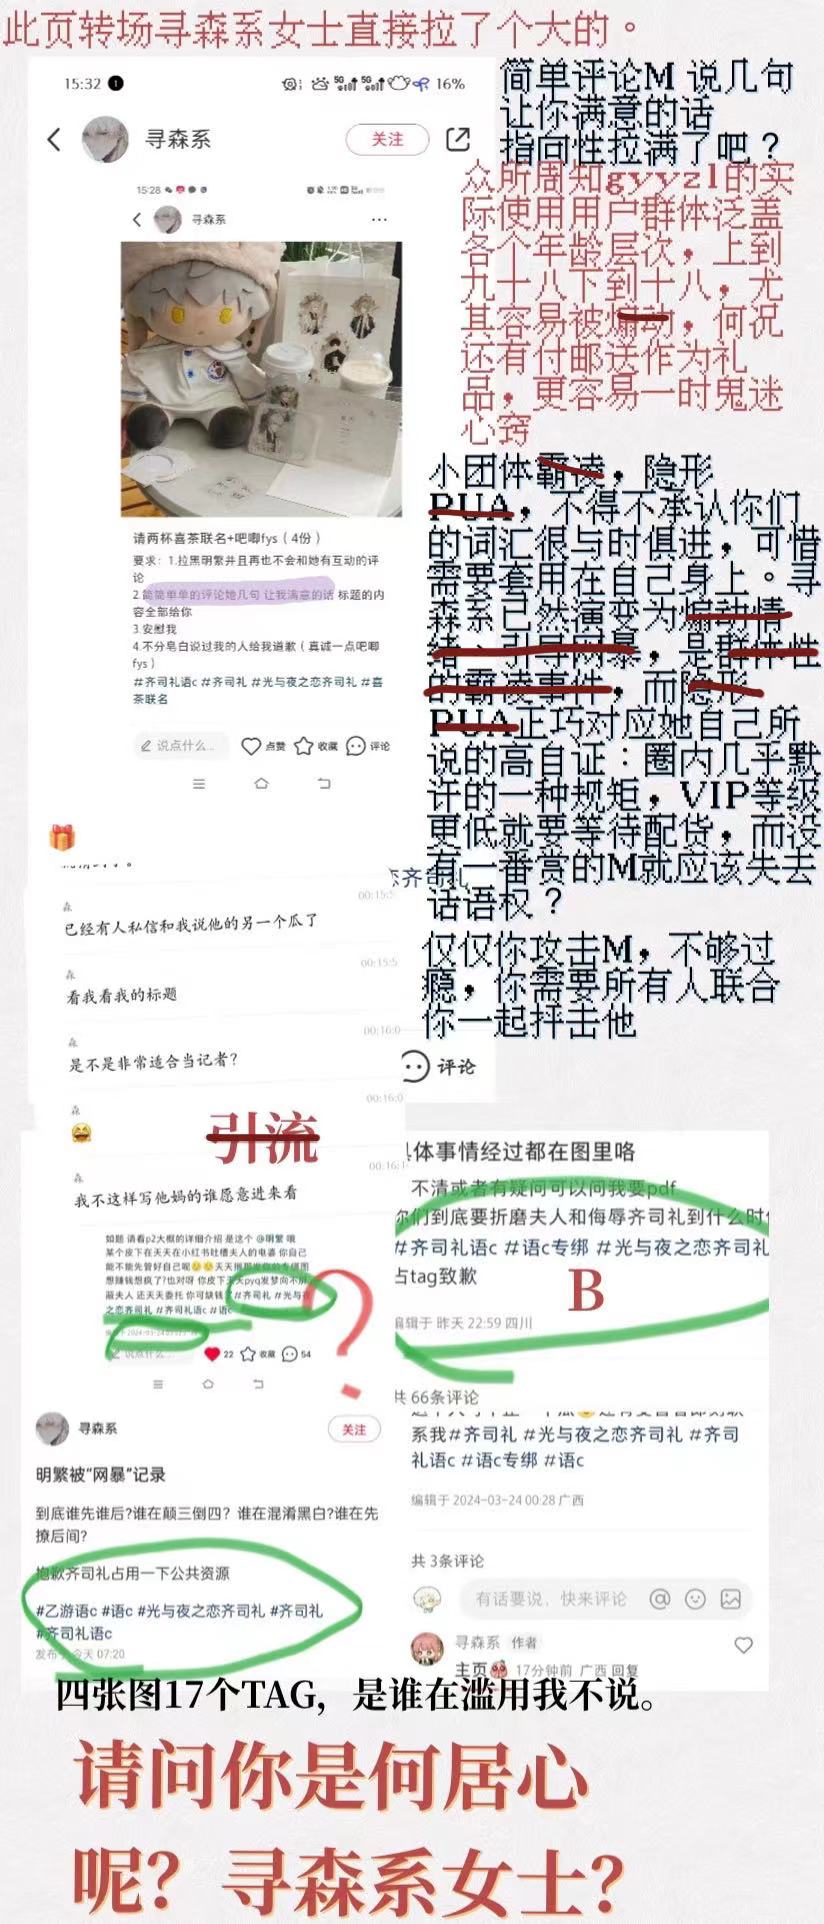 此页转场寻森系女士直接拉了个大的。
15:32
16%
寻森系
关注
简单评论M 说几句
让你满意的话
指向性拉满了吧？
15:28
寻森系
众所周知gyyzl的实
际使用用户群体泛盖
各个年龄层次，上到
九十八下到十八，尤
其容易被煽动，何况
还有付邮送作为礼
品，更容易一时鬼迷
心窍
请两杯喜茶联名+吧唧fys（4份）
要求：1.拉黑明繁并且再也不会和她有互动的评
论
2.能简简单单的评论她几句 让我满意的话 标题的内
容全部给你
3.安慰我
4.不分皂白说过我的人给我道歉（真诚一点吧唧
fys）
#齐司礼语c #齐司礼 #光与夜之恋齐司礼 #喜
茶联名
说点什么...
点赞
收藏
评论
小团体霸凌，隐形
PUA，不得不承认你们
的词汇很与时俱进，可惜
需要套用在自己身上。寻
森系已然演变为煽动情
绪、引导网暴，是群体性
的霸凌事件，而隐形
PUA正巧对应她自己所
说的高自证：圈内几乎默
许的一种规矩，VIP等级
更低就要等待配货，而没
有一番赏的M就应该失去
话语权？
仅仅你攻击M，不够过
瘾，你需要所有人联合
你一起抨击他
森
00:15:5
已经有人私信和我说他的另一个瓜了
森
00:15:5
看我看我的标题
森
00:16:0
是不是非常适合当记者？
评论
森
00:16:0
引流
森
00:16:1
我不这样写他妈的谁愿意进来看
如题 请看p2大概的详细介绍 是这个 @明繁 哦
某个皮下在天天在小红书吐槽夫人的电喜 你自己
能不能先管好自己呢
想赚钱想疯了?也对呀 你皮下天天pyq发梦向不屏
蔽夫人 还天天委托 你可缺钱了#齐司礼 #光与夜
之恋齐司礼 #齐司礼语c #语c
说点什么...
22
收藏
54
?
具体事情经过都在图里咯
不清或者有疑问可以问我要pdf
你们到底要折磨夫人和侮辱齐司礼到什么时
#齐司礼语c #语c专绑 #光与夜之恋齐司礼
占tag致歉
B
编辑于 昨天 22:59 四川
共 66条评论
系我#齐司礼 #光与夜之恋齐司礼 #齐司
礼语c #语c专绑 #语c
编辑于 2024-03-24 00:28 广西
共 3条评论
有话要说，快来评论
寻森系 作者
主页 17分钟前 广西 回复
寻森系
关注
明繁被“网暴”记录
到底谁先谁后?谁在颠三倒四？谁在混淆黑白?谁在先
撩后间?
抱歉齐司礼占用一下公共资源
#乙游语c #语c #光与夜之恋齐司礼 #齐司礼
#齐司礼语c
发布于今天 07:20
四张图17个TAG，是谁在滥用我不说。
请问你是何居心
呢？寻森系女士？